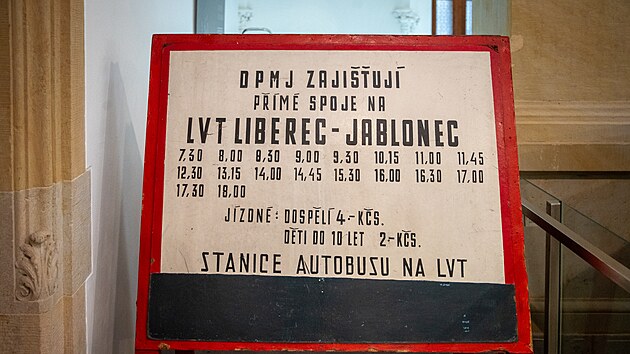 DPMJ ZAJIŠŤUJÍ
PŘÍMÉ SPOJE NA
LVT LIBEREC-JABLONEC
7,30 8,00 8,30 9,00 9,30 10,15 11,00 11,45
12,30 13,15 14,00 14,45 15,30 16,00 16,30 17,00
17,30 18,00
JÍZDNÉ: DOSPĚLÍ 4,-KČS.
DĚTI DO 10 LET 2,-KČS.
STANICE AUTOBUSU NA LVT